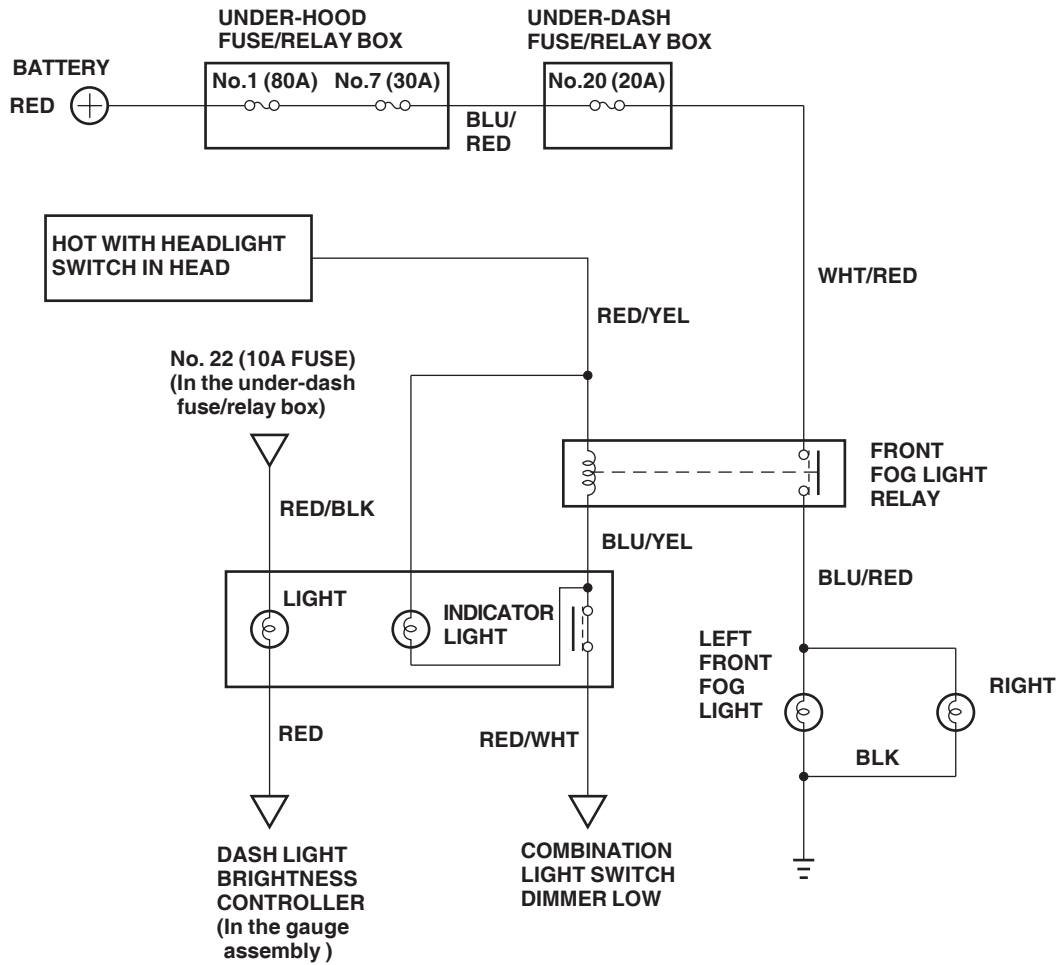 UNDER-HOOD
FUSE/RELAY BOX
UNDER-DASH
FUSE/RELAY BOX
BATTERY
RED
No.1 (80A)
No.7 (30A)
No.20 (20A)
BLU/
RED
HOT WITH HEADLIGHT
SWITCH IN HEAD
WHT/RED
RED/YEL
No. 22 (10A FUSE)
(In the under-dash
fuse/relay box)
FRONT
FOG LIGHT
RELAY
RED/BLK
BLU/YEL
BLU/RED
LIGHT
INDICATOR
LIGHT
LEFT
FRONT
FOG
LIGHT
RIGHT
RED
RED/WHT
BLK
DASH LIGHT
BRIGHTNESS
CONTROLLER
(In the gauge
assembly )
COMBINATION
LIGHT SWITCH
DIMMER LOW